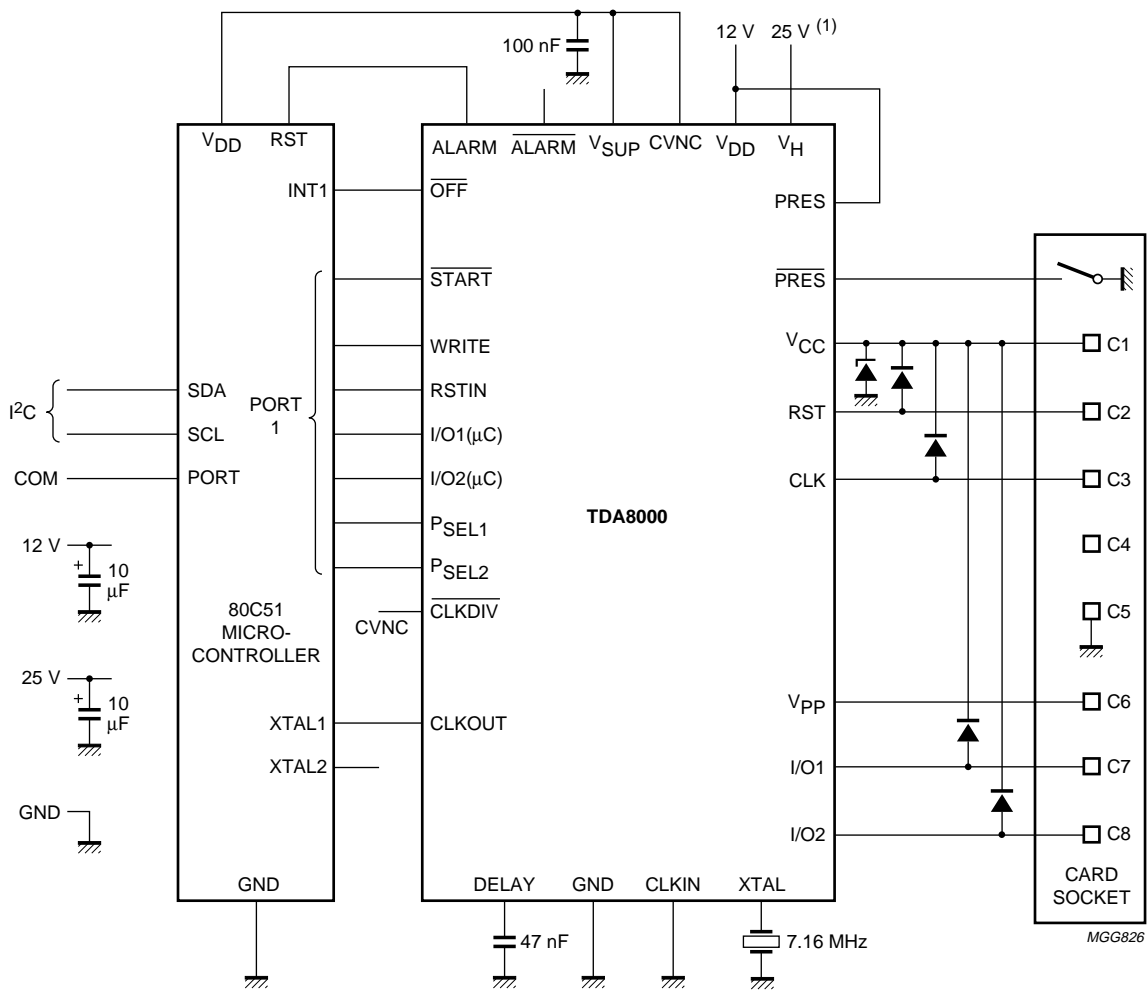 100 nF
12 V
25 V (1)
VDD
RST
ALARM
ALARM
VSUP
CVNC
VDD
VH
INT1
OFF
PRES
START
PRES
VCC
C1
WRITE
SDA
PORT 1
RSTIN
RST
C2
I2C
SCL
I/O1(μC)
COM
PORT
I/O2(μC)
CLK
C3
TDA8000
PSEL1
12 V
C4
+ 10 μF
PSEL2
80C51
MICRO-
CONTROLLER
CVNC
CLKDIV
C5
25 V
+ 10 μF
VPP
C6
XTAL1
CLKOUT
XTAL2
I/O1
C7
GND
I/O2
C8
CARD
SOCKET
GND
DELAY
GND
CLKIN
XTAL
47 nF
7.16 MHz
MGG826